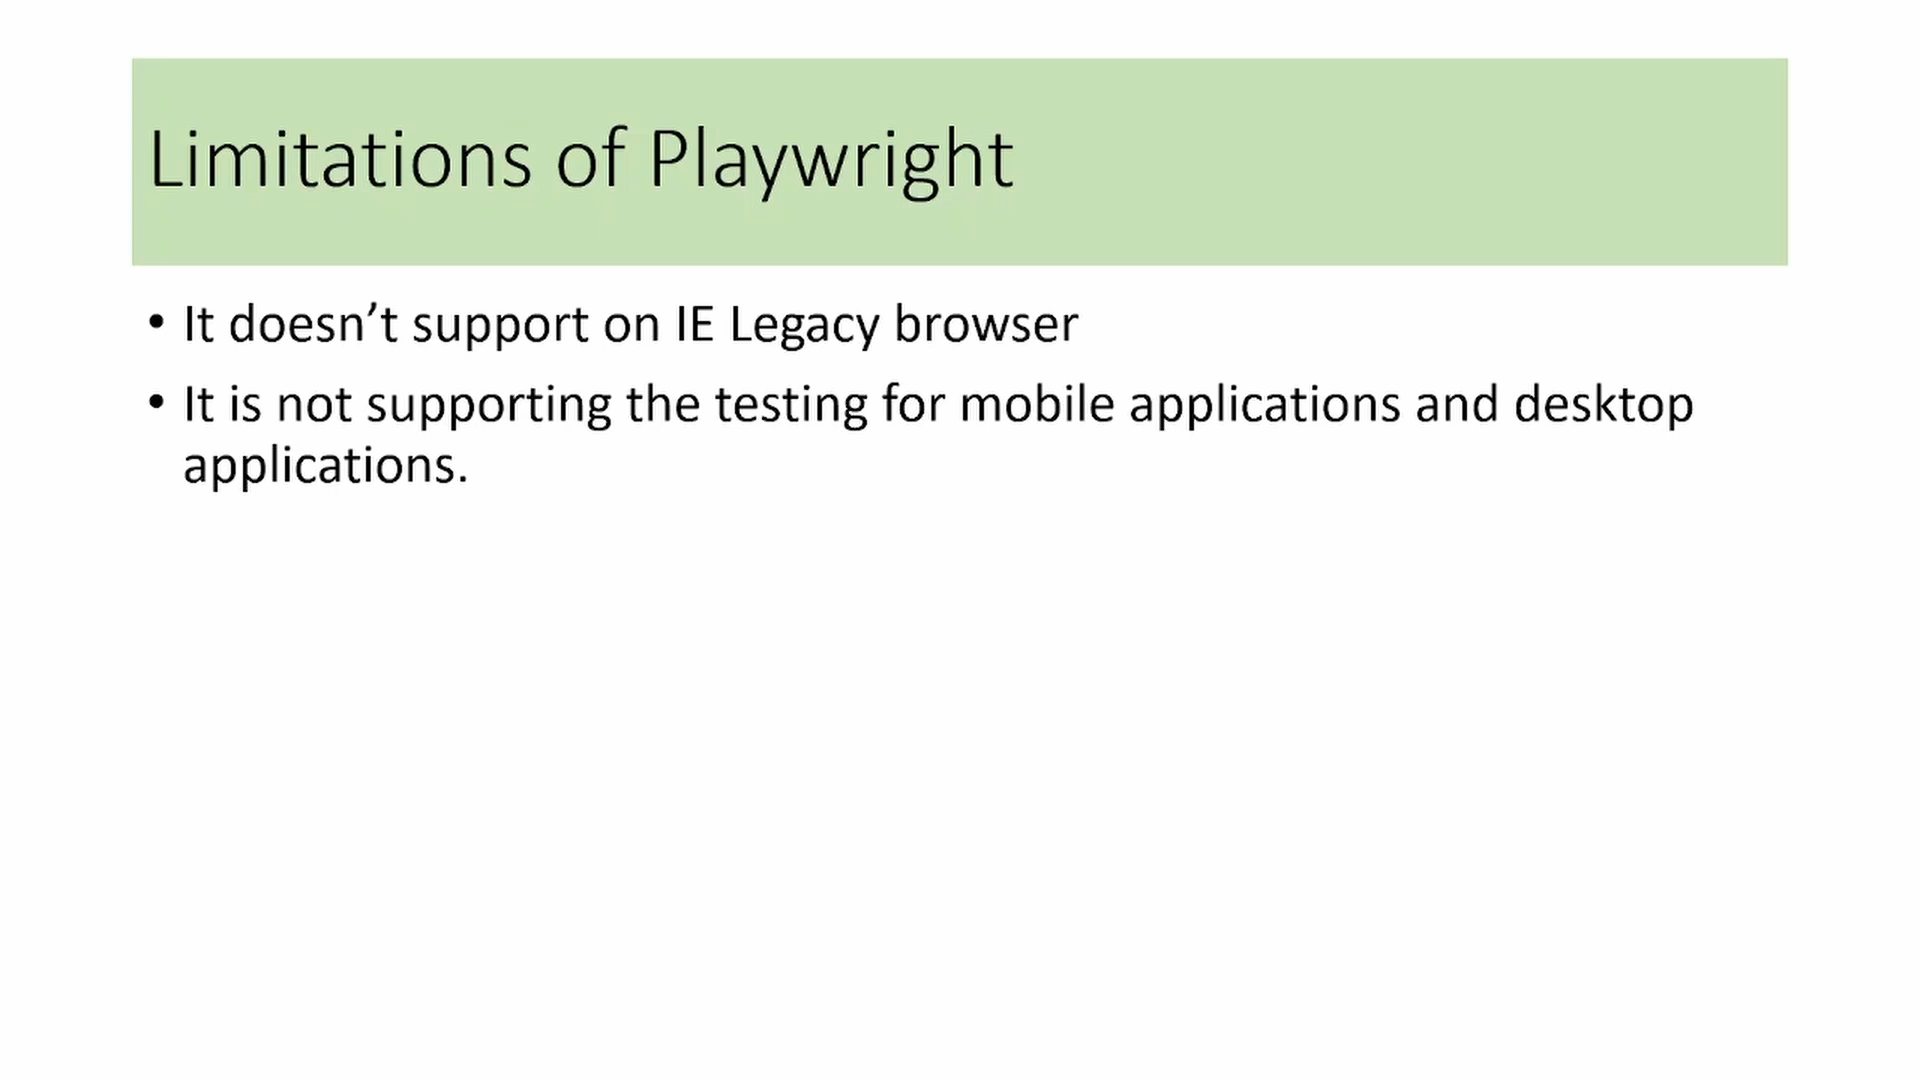 Limitations of Playwright
• It doesn’t support on IE Legacy browser
• It is not supporting the testing for mobile applications and desktop
applications.